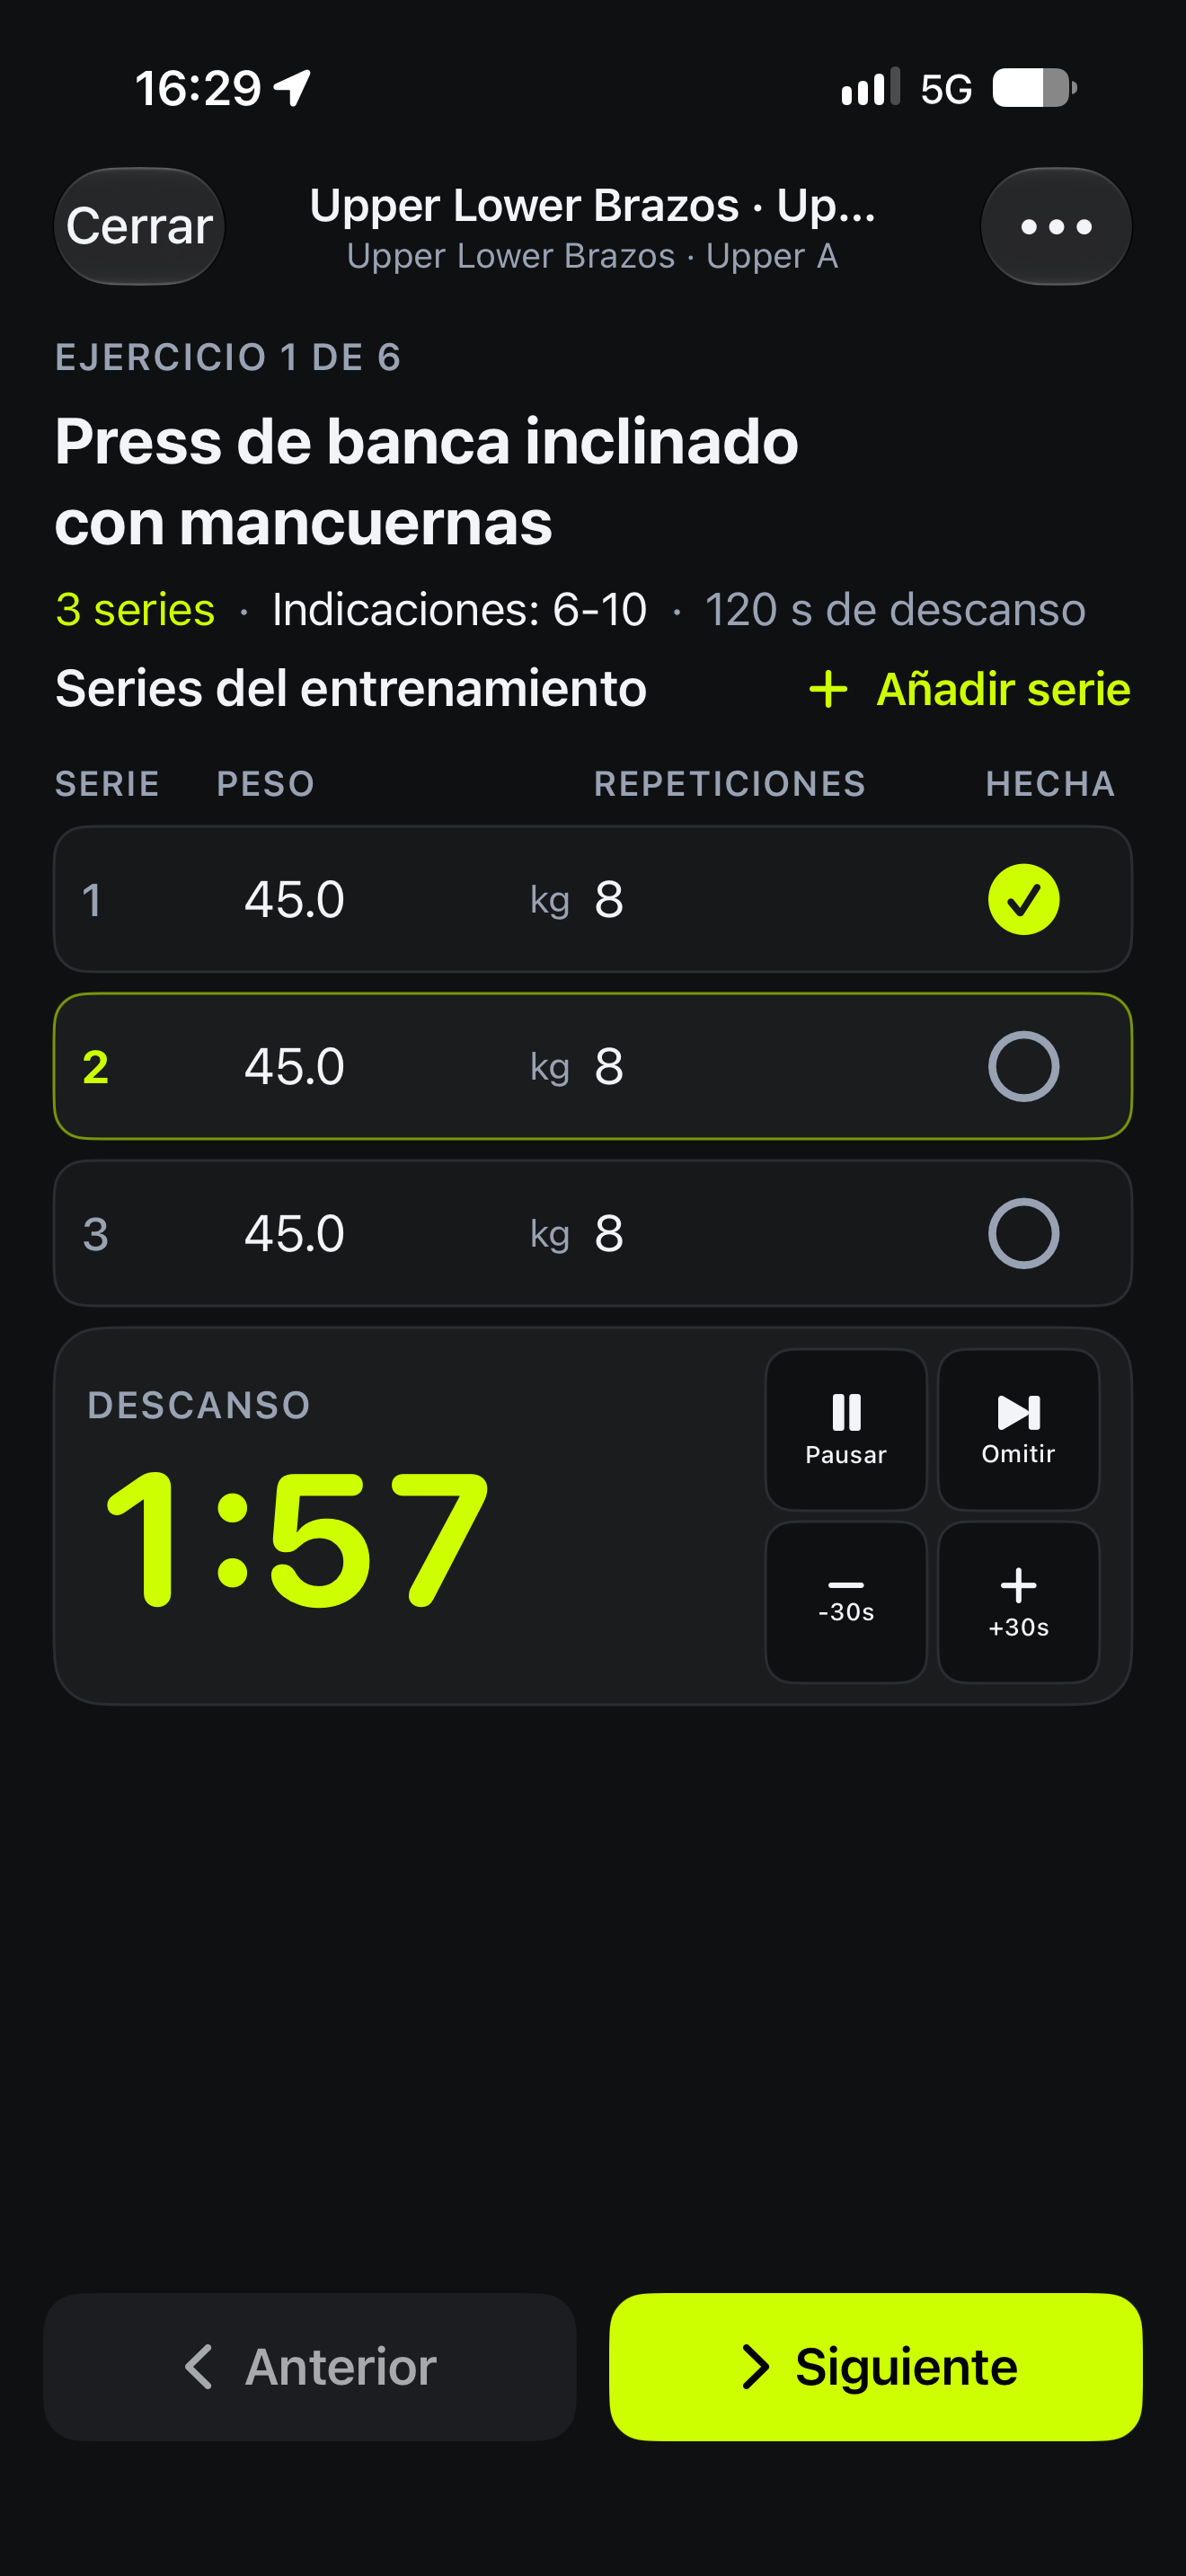 16:29
5G
Cerrar
Upper Lower Brazos · Up...
Upper Lower Brazos · Upper A
EJERCICIO 1 DE 6
Press de banca inclinado
con mancuernas
3 series · Indicaciones: 6-10 · 120 s de descanso
Series del entrenamiento
+ Añadir serie
SERIE PESO REPETICIONES HECHA
1 45.0 kg 8
2 45.0 kg 8
3 45.0 kg 8
DESCANSO
1:57
Pausar
Omitir
-30s
+30s
Anterior
Siguiente